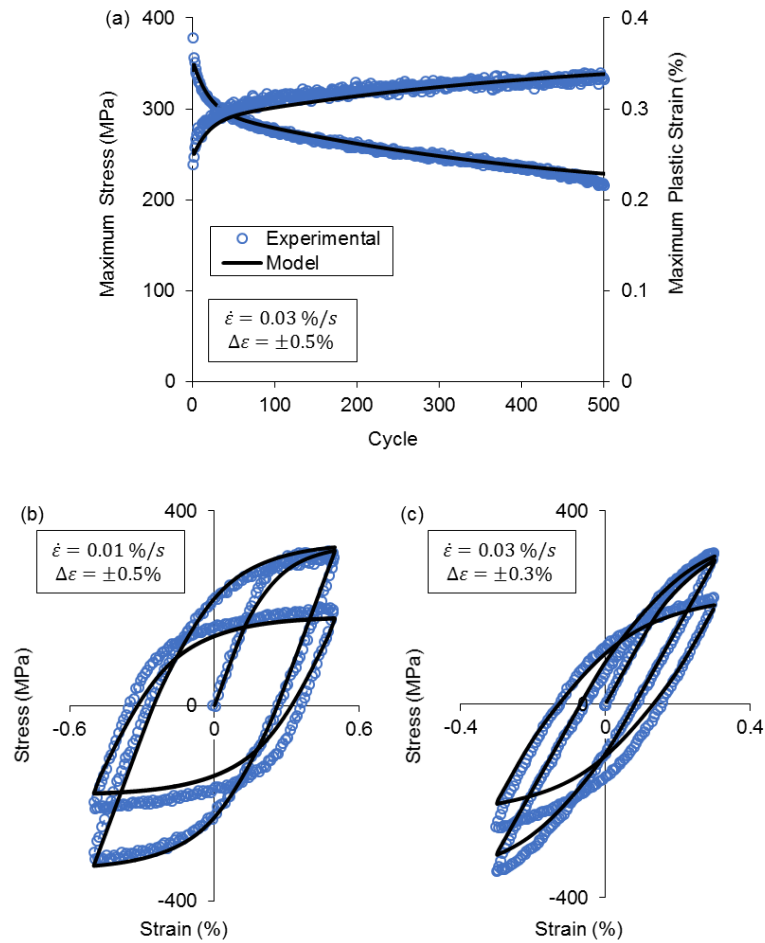 (a)
400
300
200
100
0
Maximum Stress (MPa)
0.4
0.3
0.2
0.1
0
Maximum Plastic Strain (%)
Experimental
Model
ε̇ = 0.03 %/s
Δε = ±0.5%
0 100 200 300 400 500
Cycle
(b)
400
ε̇ = 0.01 %/s
Δε = ±0.5%
Stress (MPa)
0
-0.6 0 0.6
-400
Strain (%)
(c)
400
ε̇ = 0.03 %/s
Δε = ±0.3%
Stress (MPa)
0
-0.4 0 0.4
-400
Strain (%)